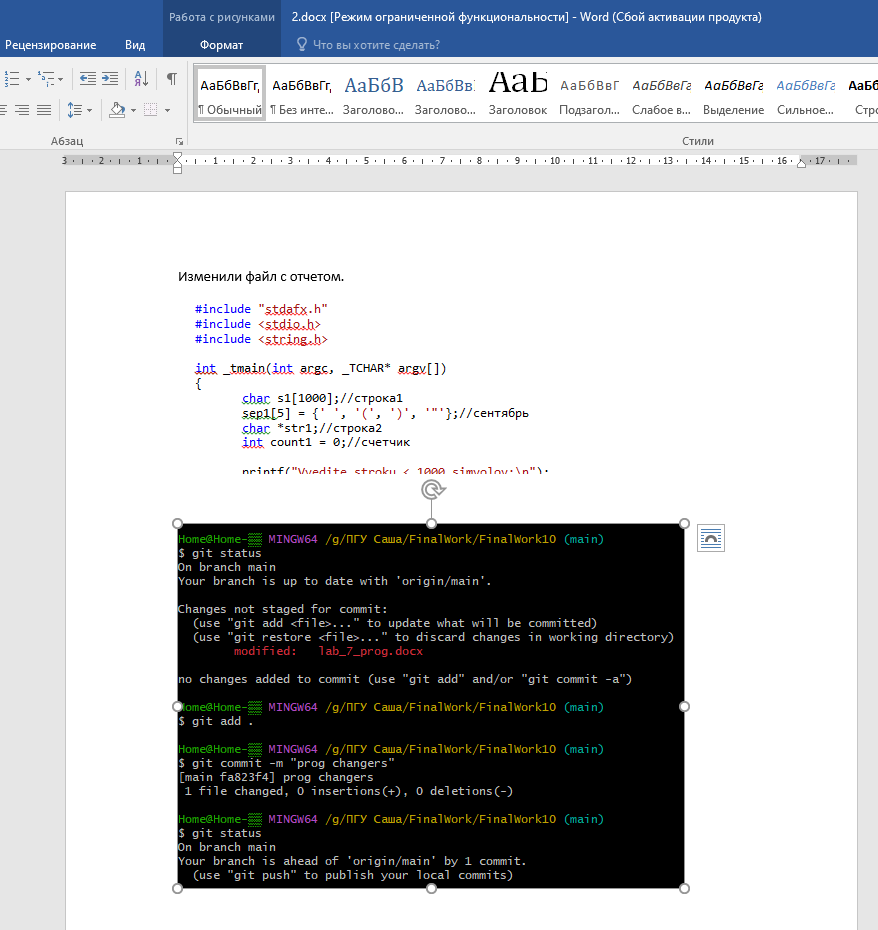 Работа с рисунками
2.docx [Режим ограниченной функциональности] - Word (Сбой активации продукта)
Рецензирование
Вид
Формат
Что вы хотите сделать?
АаБбВвГг,
АаБбВвГг,
АаБбВ
АаБбВв
АаБ
АаБбВвГ
АаБбВвГг
АаБбВвГг
АаБбВвГг
¶ Обычный
¶ Без инте...
Заголово...
Заголово...
Заголовок
Подзагол...
Слабое в...
Выделение
Сильное...
Стро
Абзац
Стили
3 2 1 1 2 3 4 5 6 7 8 9 10 11 12 13 14 15 16 17
Изменили файл с отчетом.
#include "stdafx.h"
#include <stdio.h>
#include <string.h>
int _tmain(int argc, _TCHAR* argv[])
{
char s1[1000];//строка1
sep1[5] = {' ', '(', ')', '"'};//сентябрь
char *str1;//строка2
int count1 = 0;//счетчик
printf("Vvedite stroku < 1000 simvolov:\n");
Home@Home- MINGW64 /g/ПГУ Саша/FinalWork/FinalWork10 (main)
$ git status
On branch main
Your branch is up to date with 'origin/main'.
Changes not staged for commit:
(use "git add <file>..." to update what will be committed)
(use "git restore <file>..." to discard changes in working directory)
modified: lab_7_prog.docx
no changes added to commit (use "git add" and/or "git commit -a")
Home@Home- MINGW64 /g/ПГУ Саша/FinalWork/FinalWork10 (main)
$ git add .
Home@Home- MINGW64 /g/ПГУ Саша/FinalWork/FinalWork10 (main)
$ git commit -m "prog changers"
[main fa823f4] prog changers
1 file changed, 0 insertions(+), 0 deletions(-)
Home@Home- MINGW64 /g/ПГУ Саша/FinalWork/FinalWork10 (main)
$ git status
On branch main
Your branch is ahead of 'origin/main' by 1 commit.
(use "git push" to publish your local commits)